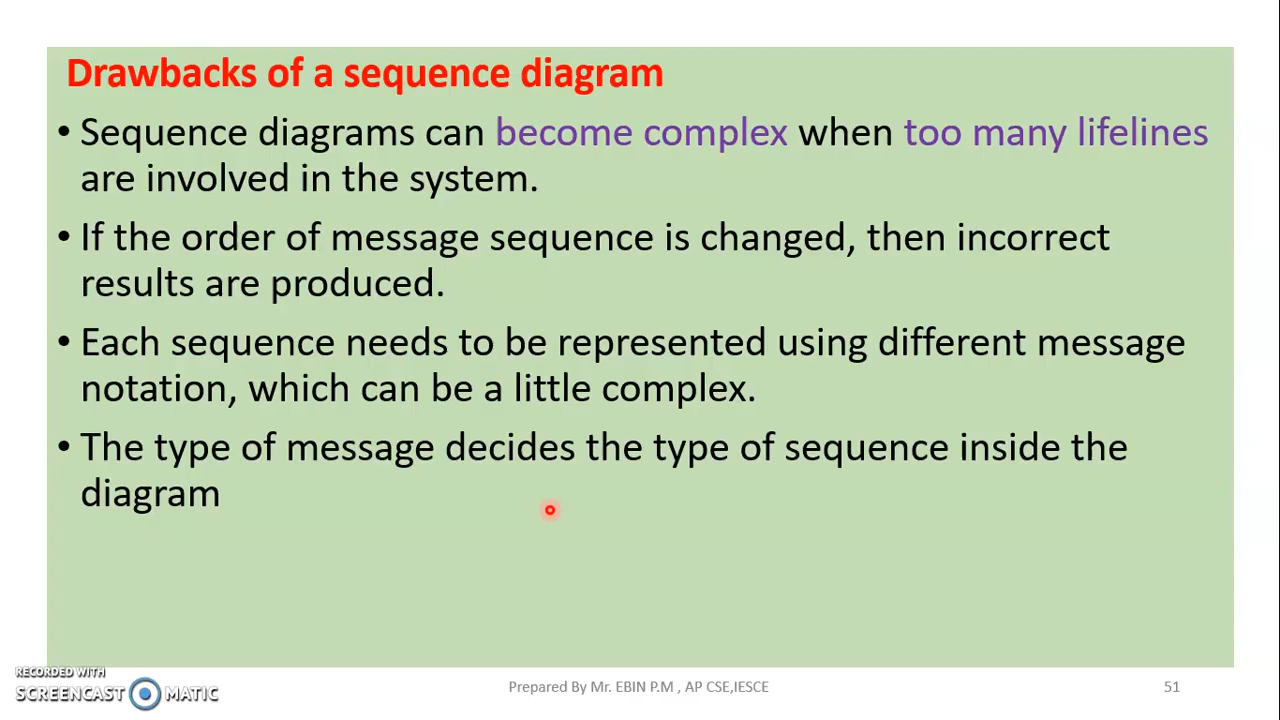 Drawbacks of a sequence diagram
• Sequence diagrams can become complex when too many lifelines
are involved in the system.
• If the order of message sequence is changed, then incorrect
results are produced.
• Each sequence needs to be represented using different message
notation, which can be a little complex.
• The type of message decides the type of sequence inside the
diagram
RECORDED WITH
SCREENCAST MATIC
Prepared By Mr. EBIN P.M , AP CSE,IESCE
51